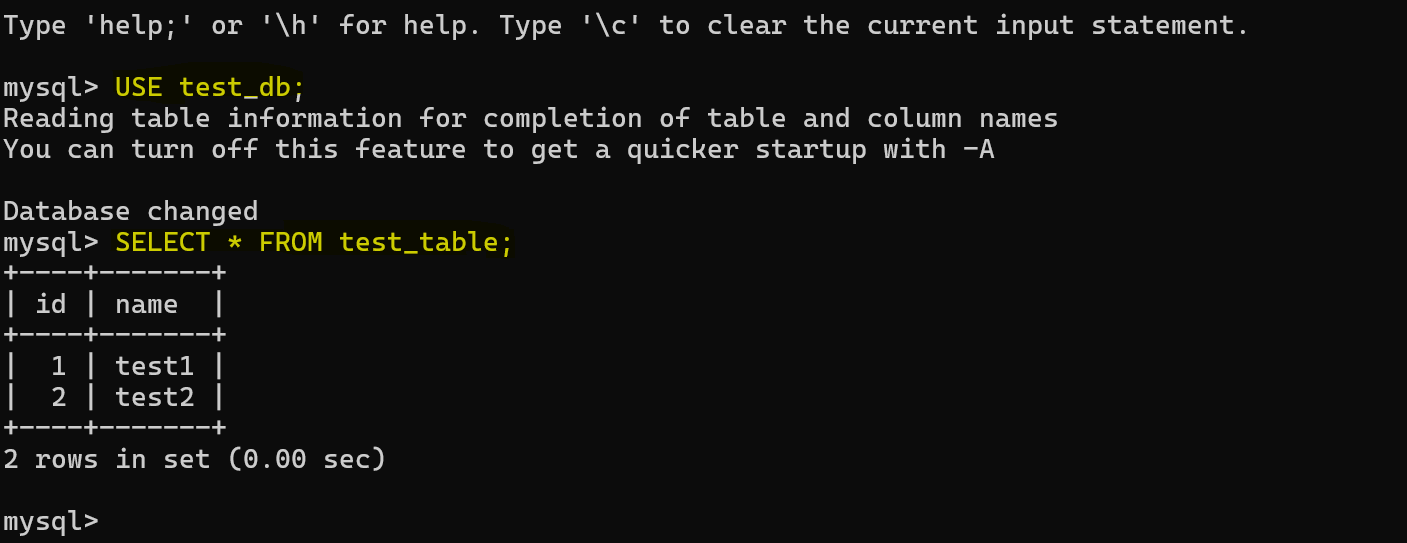 Type 'help;' or '\h' for help. Type '\c' to clear the current input statement.
mysql> USE test_db;
Reading table information for completion of table and column names
You can turn off this feature to get a quicker startup with -A
Database changed
mysql> SELECT * FROM test_table;
+----+-------+
| id | name  |
+----+-------+
|  1 | test1 |
|  2 | test2 |
+----+-------+
2 rows in set (0.00 sec)
mysql>